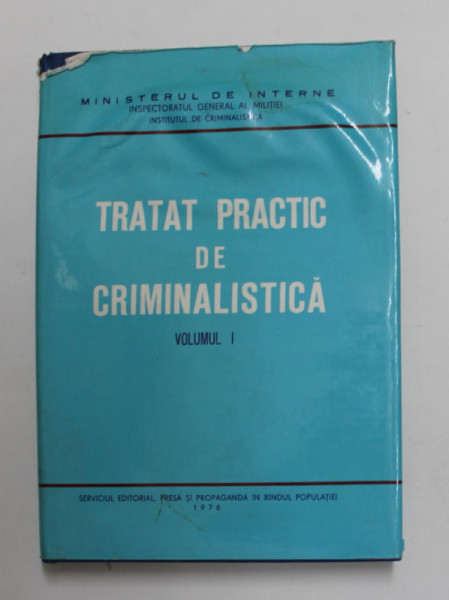 MINISTERUL DE INTERNE
INSPECTORATUL GENERAL AL MILIȚIEI
INSTITUTUL DE CRIMINALISTICĂ
TRATAT PRACTIC
DE
CRIMINALISTICĂ
VOLUMUL I
SERVICIUL EDITORIAL, PRESĂ ȘI PROPAGANDĂ ÎN RÎNDUL POPULAȚIEI
1976